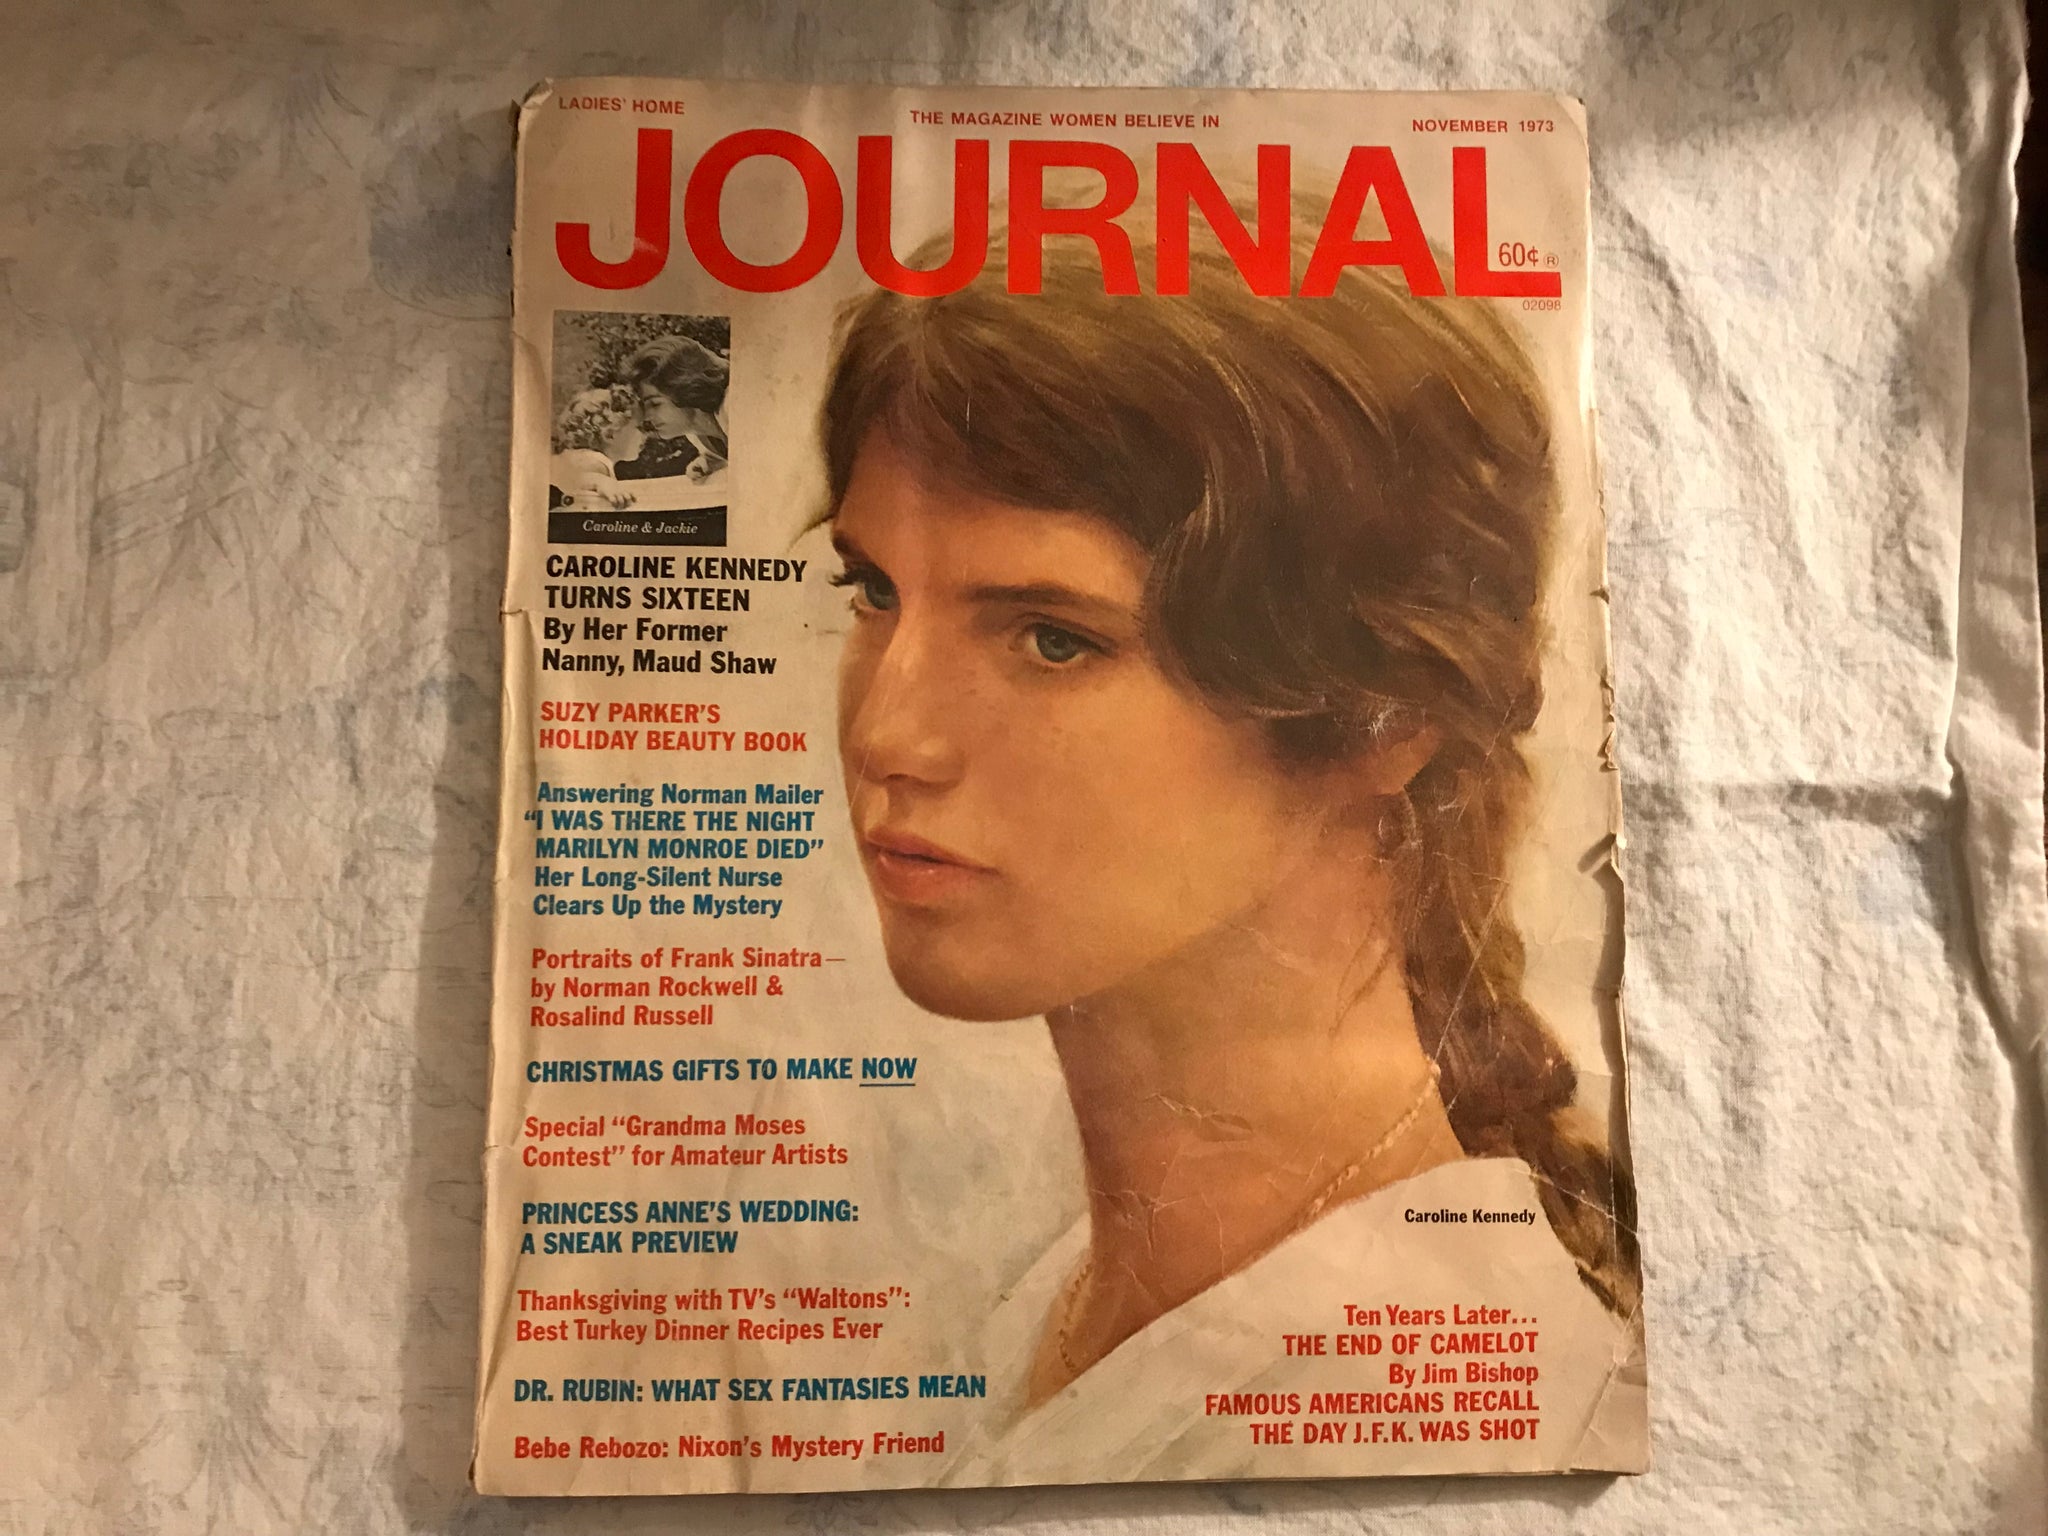 LADIES' HOME
THE MAGAZINE WOMEN BELIEVE IN
NOVEMBER 1973
JOURNAL
60¢ ®
02098
Caroline & Jackie
CAROLINE KENNEDY
TURNS SIXTEEN
By Her Former
Nanny, Maud Shaw
SUZY PARKER'S
HOLIDAY BEAUTY BOOK
Answering Norman Mailer
"I WAS THERE THE NIGHT
MARILYN MONROE DIED"
Her Long-Silent Nurse
Clears Up the Mystery
Portraits of Frank Sinatra—
by Norman Rockwell &
Rosalind Russell
CHRISTMAS GIFTS TO MAKE NOW
Special "Grandma Moses
Contest" for Amateur Artists
PRINCESS ANNE'S WEDDING:
A SNEAK PREVIEW
Thanksgiving with TV's "Waltons":
Best Turkey Dinner Recipes Ever
DR. RUBIN: WHAT SEX FANTASIES MEAN
Bebe Rebozo: Nixon's Mystery Friend
Caroline Kennedy
Ten Years Later...
THE END OF CAMELOT
By Jim Bishop
FAMOUS AMERICANS RECALL
THE DAY J.F.K. WAS SHOT